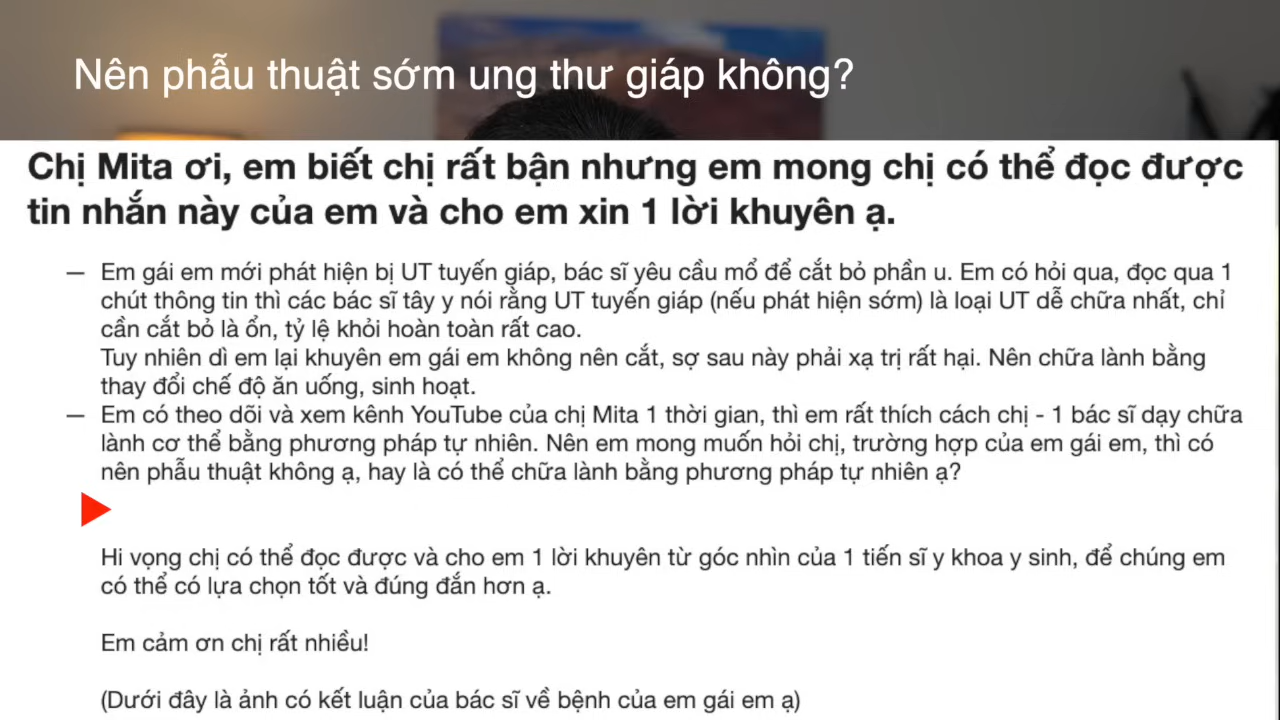 Nên phẫu thuật sớm ung thư giáp không?
Chị Mita ơi, em biết chị rất bận nhưng em mong chị có thể đọc được
tin nhắn này của em và cho em xin 1 lời khuyên ạ.
— Em gái em mới phát hiện bị UT tuyến giáp, bác sĩ yêu cầu mổ để cắt bỏ phần u. Em có hỏi qua, đọc qua 1
chút thông tin thì các bác sĩ tây y nói rằng UT tuyến giáp (nếu phát hiện sớm) là loại UT dễ chữa nhất, chỉ
cần cắt bỏ là ổn, tỷ lệ khỏi hoàn toàn rất cao.
Tuy nhiên dì em lại khuyên em gái em không nên cắt, sợ sau này phải xạ trị rất hại. Nên chữa lành bằng
thay đổi chế độ ăn uống, sinh hoạt.
— Em có theo dõi và xem kênh YouTube của chị Mita 1 thời gian, thì em rất thích cách chị - 1 bác sĩ dạy chữa
lành cơ thể bằng phương pháp tự nhiên. Nên em mong muốn hỏi chị, trường hợp của em gái em, thì có
nên phẫu thuật không ạ, hay là có thể chữa lành bằng phương pháp tự nhiên ạ?
Hi vọng chị có thể đọc được và cho em 1 lời khuyên từ góc nhìn của 1 tiến sĩ y khoa y sinh, để chúng em
có thể có lựa chọn tốt và đúng đắn hơn ạ.
Em cảm ơn chị rất nhiều!
(Dưới đây là ảnh có kết luận của bác sĩ về bệnh của em gái em ạ)